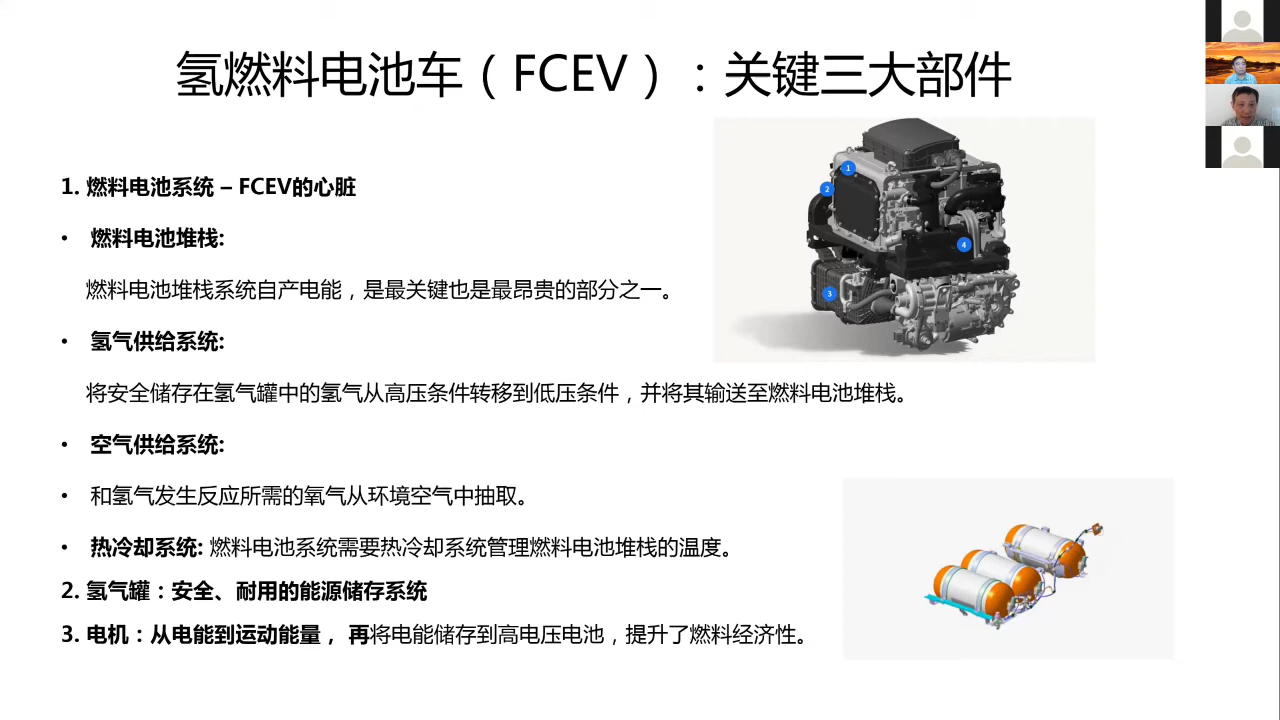 氢燃料电池车（FCEV）：关键三大部件
1. 燃料电池系统 – FCEV的心脏
• 燃料电池堆栈:
燃料电池堆栈系统自产电能，是最关键也是最昂贵的部分之一。
• 氢气供给系统:
将安全储存在氢气罐中的氢气从高压条件转移到低压条件，并将其输送至燃料电池堆栈。
• 空气供给系统:
• 和氢气发生反应所需的氧气从环境空气中抽取。
• 热冷却系统: 燃料电池系统需要热冷却系统管理燃料电池堆栈的温度。
2. 氢气罐：安全、耐用的能源储存系统
3. 电机：从电能到运动能量， 再将电能储存到高电压电池，提升了燃料经济性。
1
2
4
3